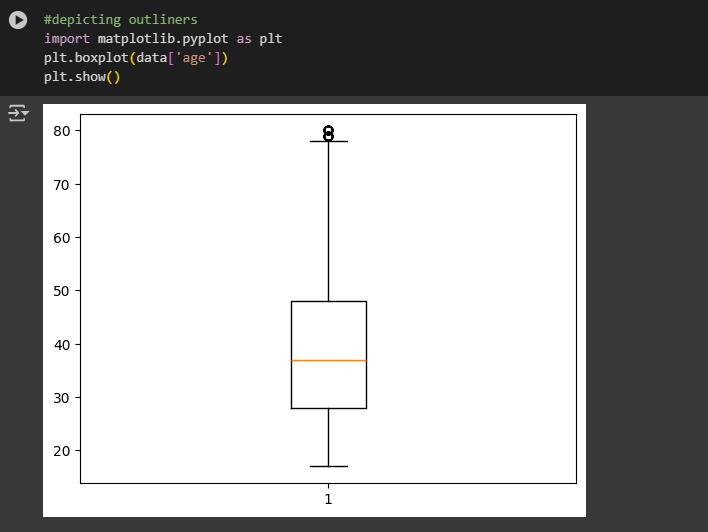 #depicting outliners
import matplotlib.pyplot as plt
plt.boxplot(data['age'])
plt.show()
80
70
60
50
40
30
20
1